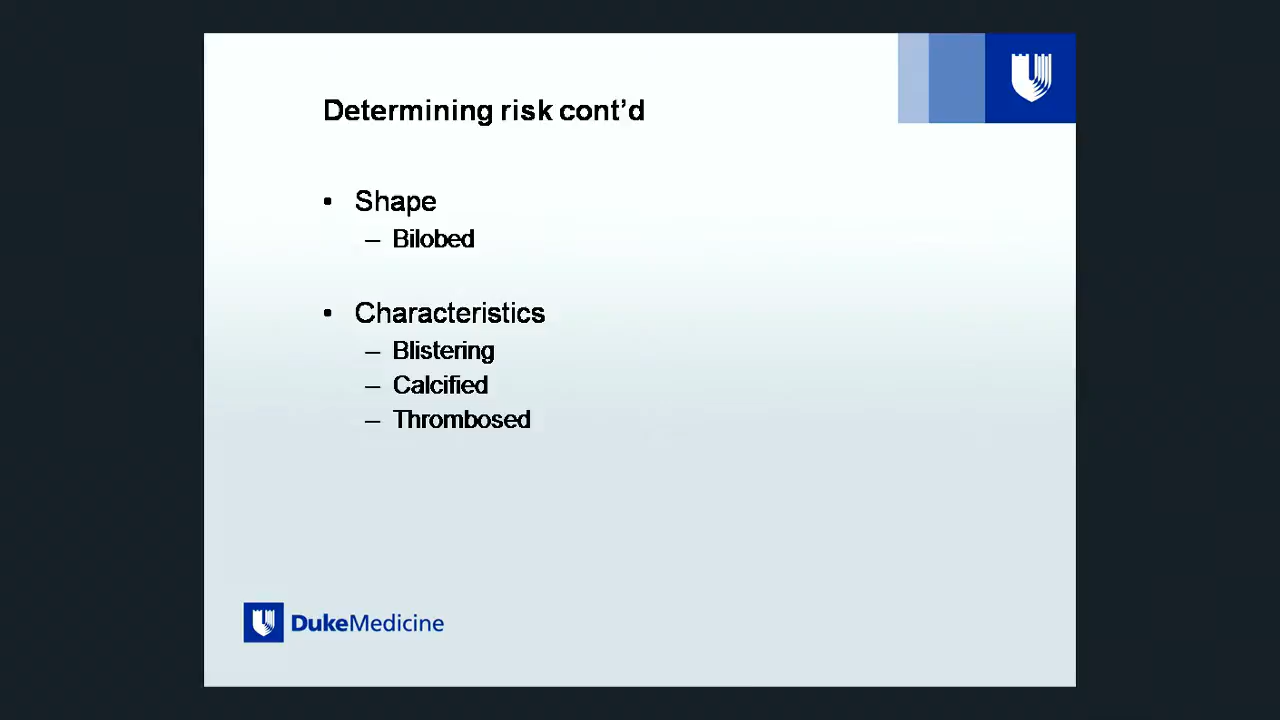 Determining risk cont’d
• Shape
– Bilobed
• Characteristics
– Blistering
– Calcified
– Thrombosed
DukeMedicine